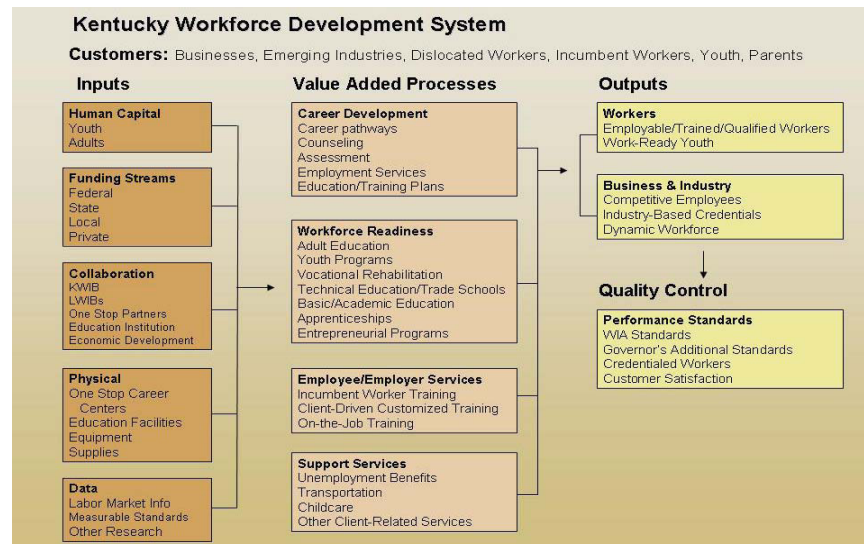 Kentucky Workforce Development System
Customers: Businesses, Emerging Industries, Dislocated Workers, Incumbent Workers, Youth, Parents
Inputs
Human Capital
Youth
Adults
Funding Streams
Federal
State
Local
Private
Collaboration
KWIB
LWIBs
One Stop Partners
Education Institution
Economic Development
Physical
One Stop Career
Centers
Education Facilities
Equipment
Supplies
Data
Labor Market Info
Measurable Standards
Other Research
Value Added Processes
Career Development
Career pathways
Counseling
Assessment
Employment Services
Education/Training Plans
Workforce Readiness
Adult Education
Youth Programs
Vocational Rehabilitation
Technical Education/Trade Schools
Basic/Academic Education
Apprenticeships
Entrepreneurial Programs
Employee/Employer Services
Incumbent Worker Training
Client-Driven Customized Training
On-the-Job Training
Support Services
Unemployment Benefits
Transportation
Childcare
Other Client-Related Services
Outputs
Workers
Employable/Trained/Qualified Workers
Work-Ready Youth
Business & Industry
Competitive Employees
Industry-Based Credentials
Dynamic Workforce
Quality Control
Performance Standards
WIA Standards
Governor's Additional Standards
Credentialed Workers
Customer Satisfaction